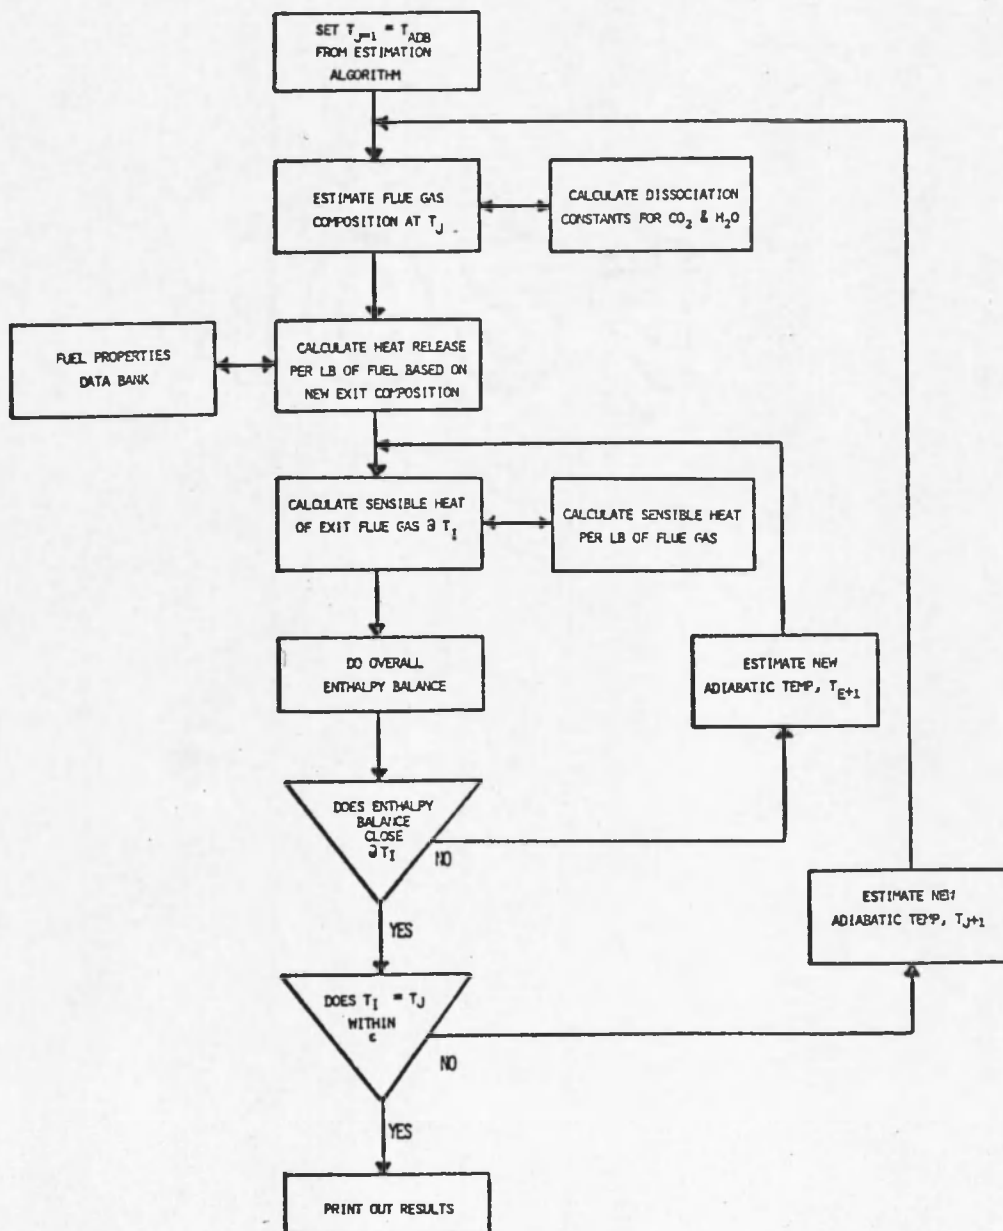 SET T_J=1 = T_ADB
FROM ESTIMATION
ALGORITHM
ESTIMATE FLUE GAS
COMPOSITION AT T_J
CALCULATE DISSOCIATION
CONSTANTS FOR CO₂ & H₂O
FUEL PROPERTIES
DATA BANK
CALCULATE HEAT RELEASE
PER LB OF FUEL BASED ON
NEW EXIT COMPOSITION
CALCULATE SENSIBLE HEAT
OF EXIT FLUE GAS @ T_I
CALCULATE SENSIBLE HEAT
PER LB OF FLUE GAS
DO OVERALL
ENTHALPY BALANCE
ESTIMATE NEW
ADIABATIC TEMP, T_E+1
DOES ENTHALPY
BALANCE
CLOSE
@ T_I
NO
YES
ESTIMATE NEW
ADIABATIC TEMP, T_J+1
DOES T_I = T_J
WITHIN
ε
NO
YES
PRINT OUT RESULTS